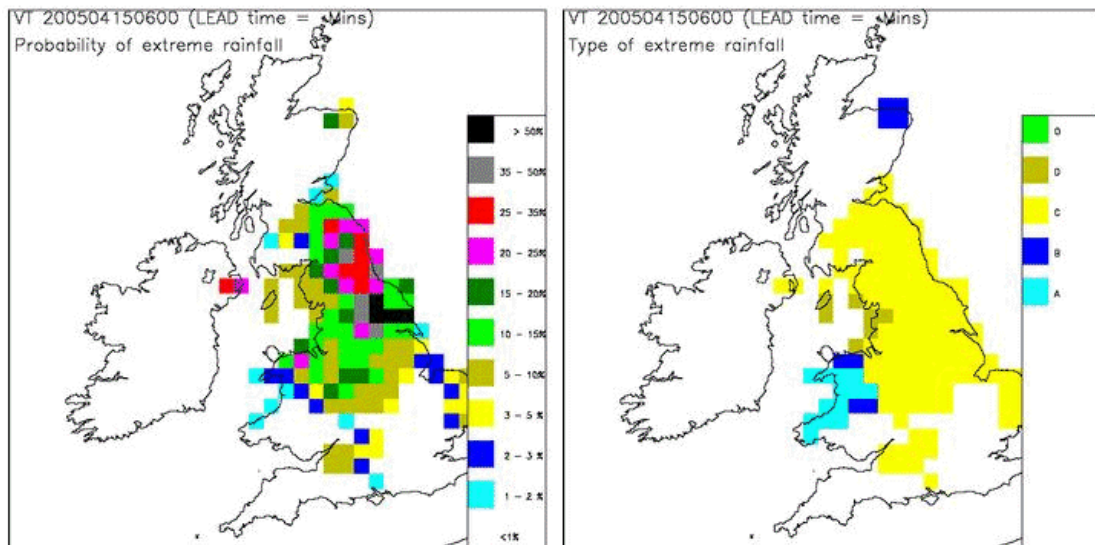 VT 200504150600 (LEAD time = Mins)
Probability of extreme rainfall
> 50%
35 - 50%
25 - 35%
20 - 25%
15 - 20%
10 - 15%
5 - 10%
3 - 5 %
2 - 3 %
1 - 2 %
<1%
VT 200504150600 (LEAD time = Mins)
Type of extreme rainfall
O
D
C
B
A